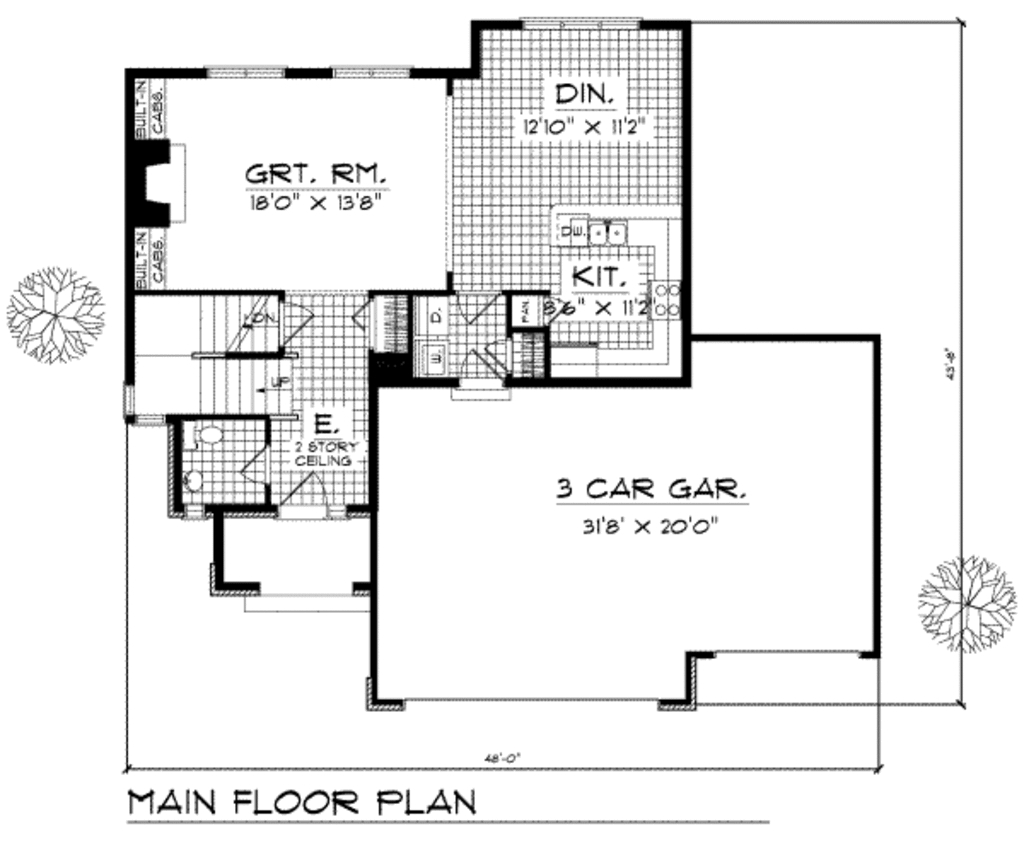 BUILT-IN
CABS.
DIN.
12'10" X 11'2"
GRT. RM.
18'0" X 13'8"
BUILT-IN
CABS.
D.W.
KIT.
8'6" X 11'2"
DN.
D.
PAN.
W.
UP
E.
2 STORY
CEILING
43'-8"
3 CAR GAR.
31'8' X 20'0"
48'-0"
MAIN FLOOR PLAN